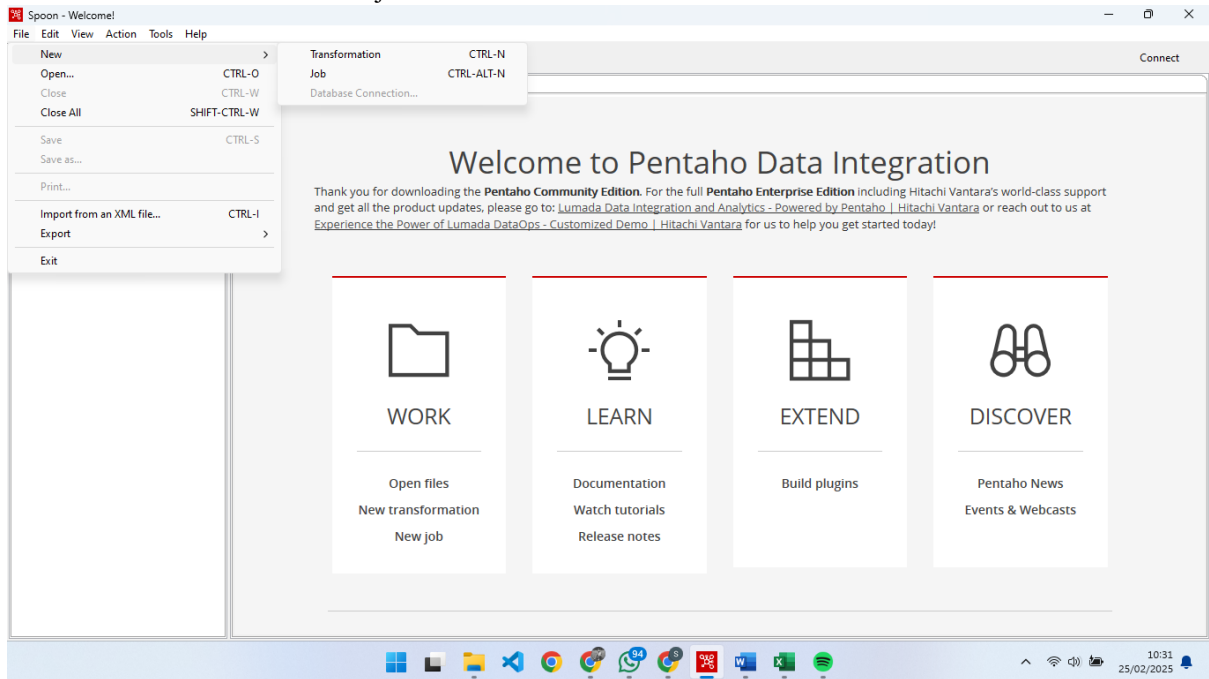 Spoon - Welcome!
File Edit View Action Tools Help
New >
Open... CTRL-O
Close CTRL-W
Close All SHIFT-CTRL-W
Save CTRL-S
Save as...
Print...
Import from an XML file... CTRL-I
Export >
Exit
Transformation CTRL-N
Job CTRL-ALT-N
Database Connection...
Connect
Welcome to Pentaho Data Integration
Thank you for downloading the Pentaho Community Edition. For the full Pentaho Enterprise Edition including Hitachi Vantara's world-class support
and get all the product updates, please go to: Lumada Data Integration and Analytics - Powered by Pentaho | Hitachi Vantara or reach out to us at
Experience the Power of Lumada DataOps - Customized Demo | Hitachi Vantara for us to help you get started today!
WORK
Open files
New transformation
New job
LEARN
Documentation
Watch tutorials
Release notes
EXTEND
Build plugins
DISCOVER
Pentaho News
Events & Webcasts
94
S
10:31
25/02/2025